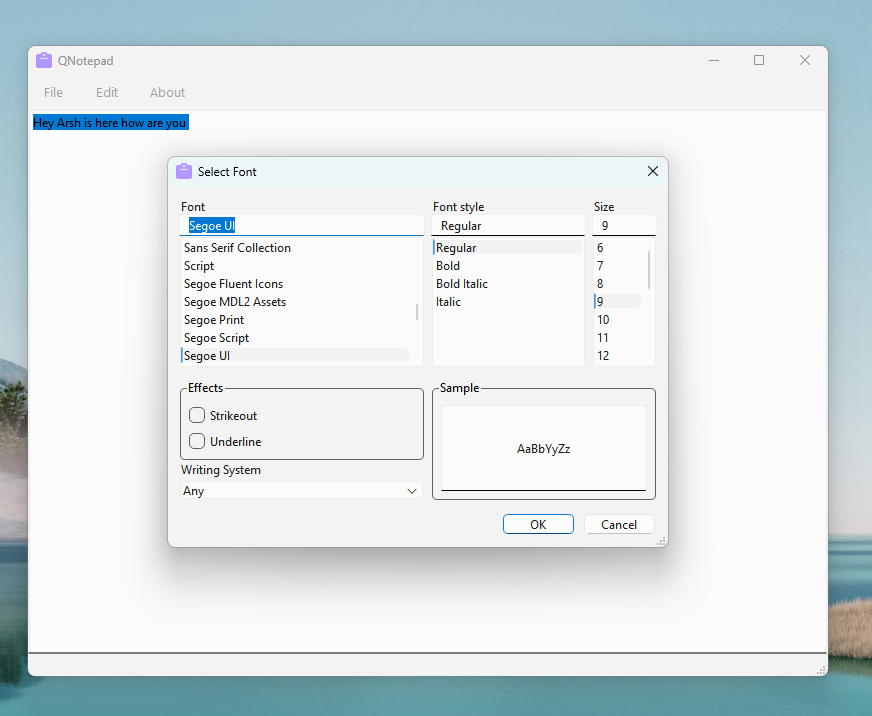 QNotepad
File Edit About
Hey Arsh is here how are you
Select Font
Font Font style Size
Segoe UI Regular 9
Sans Serif Collection Regular 6
Script Bold 7
Segoe Fluent Icons Bold Italic 8
Segoe MDL2 Assets Italic 9
Segoe Print 10
Segoe Script 11
Segoe UI 12
Effects Sample
Strikeout
Underline
AaBbYyZz
Writing System
Any
OK Cancel